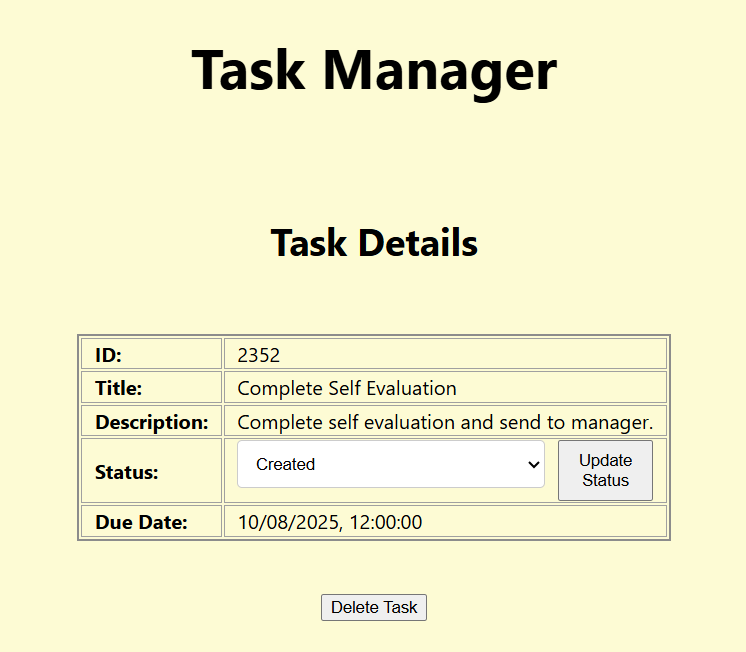 Task Manager
Task Details
ID: 2352
Title: Complete Self Evaluation
Description: Complete self evaluation and send to manager.
Status: Created Update
Status
Due Date: 10/08/2025, 12:00:00
Delete Task